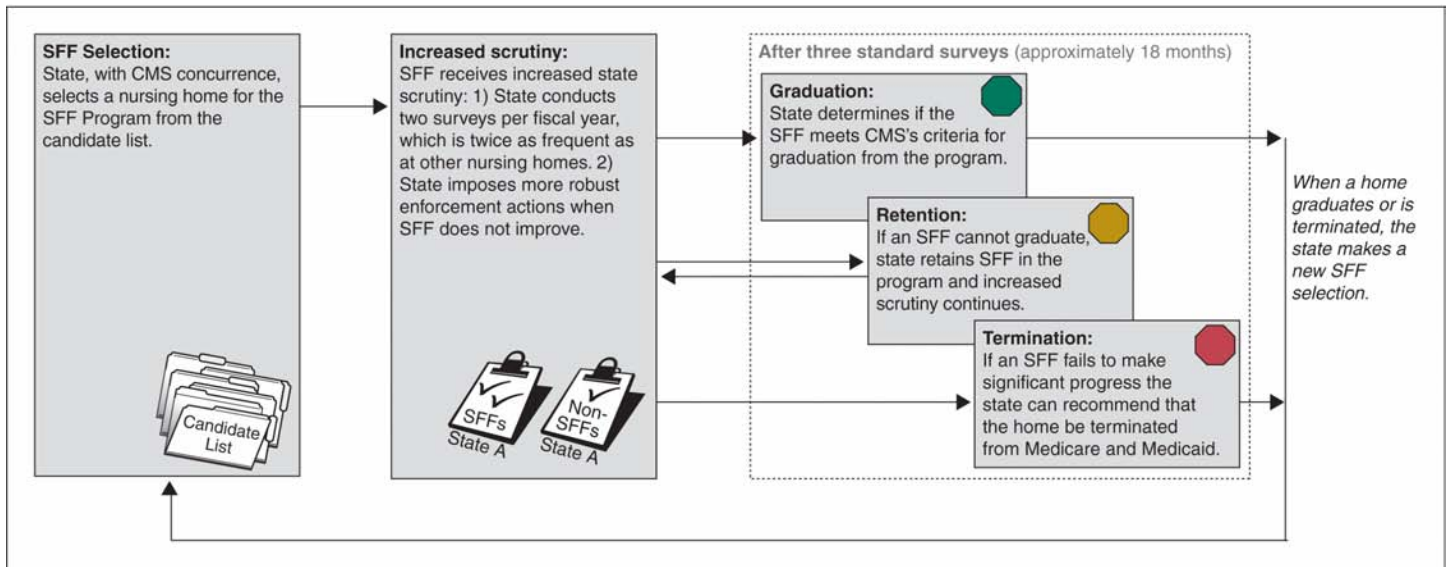 SFF Selection:
State, with CMS concurrence,
selects a nursing home for the
SFF Program from the
candidate list.
Candidate
List
Increased scrutiny:
SFF receives increased state
scrutiny: 1) State conducts
two surveys per fiscal year,
which is twice as frequent as
at other nursing homes. 2)
State imposes more robust
enforcement actions when
SFF does not improve.
SFFs
State A
Non-
SFFs
State A
After three standard surveys (approximately 18 months)
Graduation:
State determines if the
SFF meets CMS's criteria for
graduation from the program.
Retention:
If an SFF cannot graduate,
state retains SFF in the
program and increased
scrutiny continues.
Termination:
If an SFF fails to make
significant progress the
state can recommend that
the home be terminated
from Medicare and Medicaid.
When a home
graduates or is
terminated, the
state makes a
new SFF
selection.